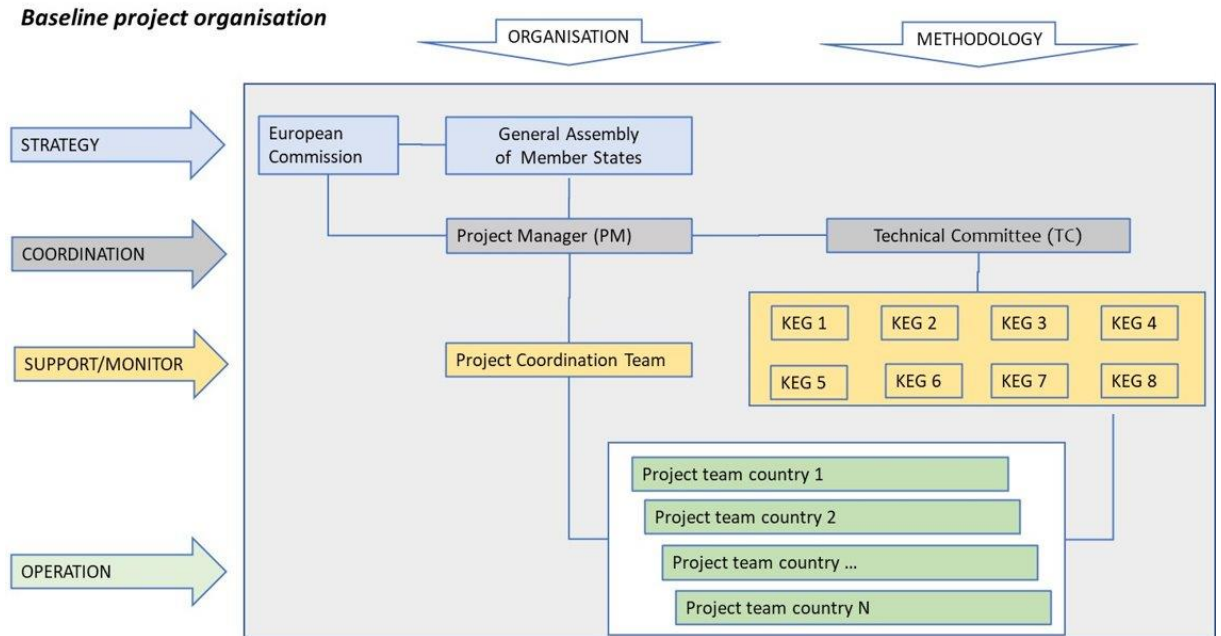 Baseline project organisation
ORGANISATION
METHODOLOGY
STRATEGY
European
Commission
General Assembly
of Member States
COORDINATION
Project Manager (PM)
Technical Committee (TC)
SUPPORT/MONITOR
Project Coordination Team
KEG 1
KEG 2
KEG 3
KEG 4
KEG 5
KEG 6
KEG 7
KEG 8
OPERATION
Project team country 1
Project team country 2
Project team country ...
Project team country N